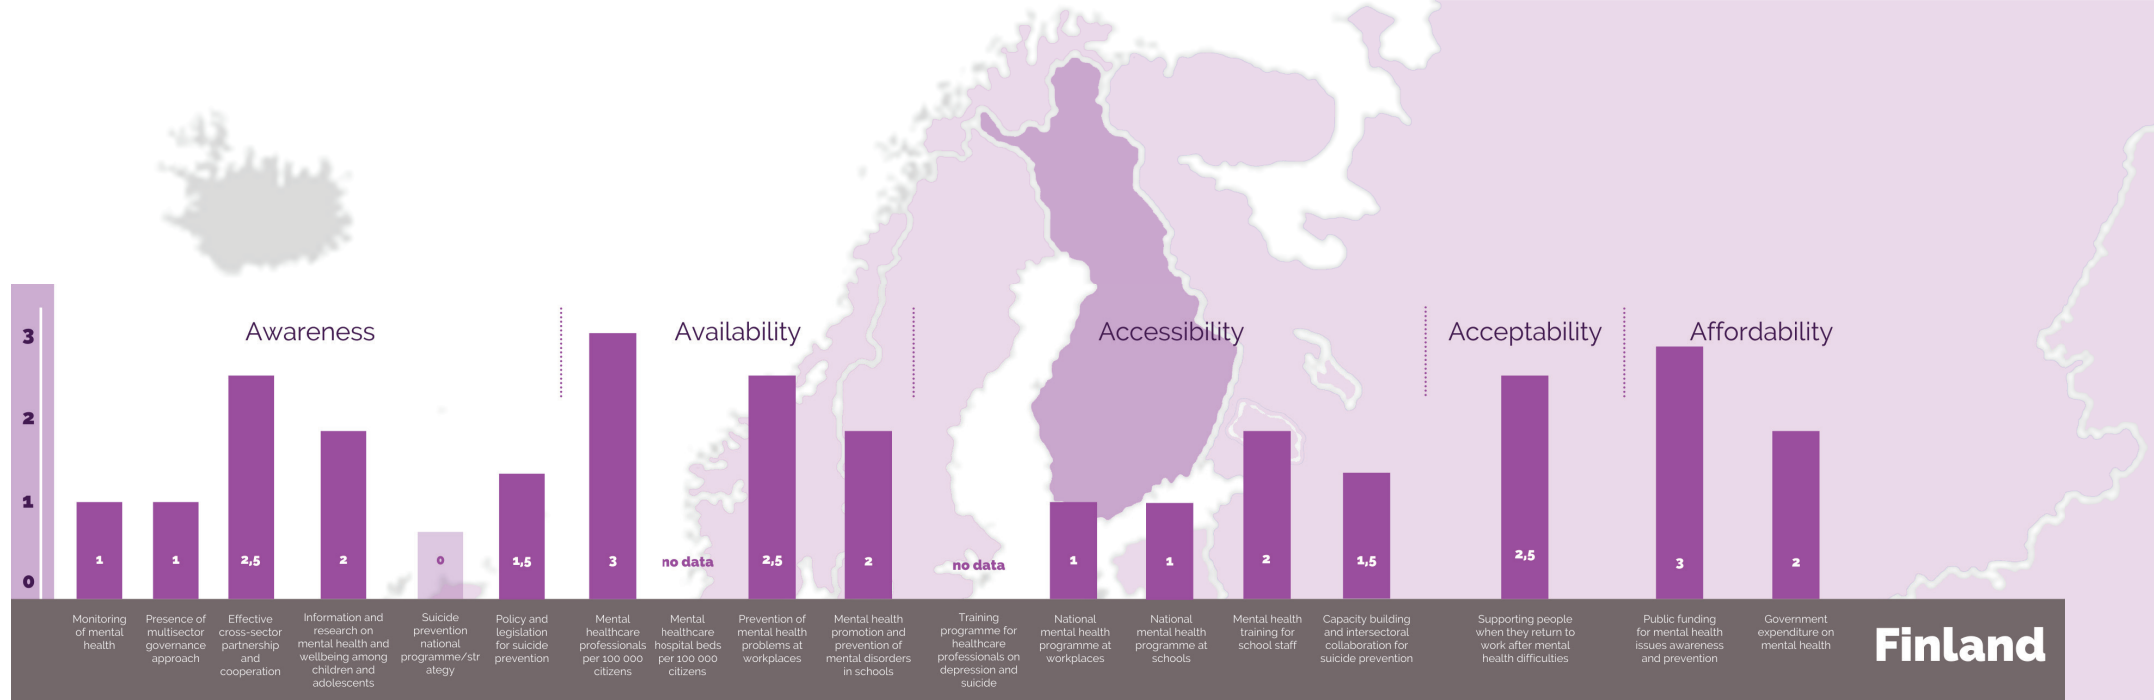 3
2
1
0
Awareness
Availability
Accessibility
Acceptability
Affordability
1
1
2,5
2
0
1,5
3
no data
2,5
2
no data
1
1
2
1,5
2,5
3
2
Monitoring
of mental
health
Presence of
multisector
governance
approach
Effective
cross-sector
partnership
and
cooperation
Information and
research on
mental health and
wellbeing among
children and
adolescents
Suicide
prevention
national
programme/str
ategy
Policy and
legislation
for suicide
prevention
Mental
healthcare
professionals
per 100 000
citizens
Mental
healthcare
hospital beds
per 100 000
citizens
Prevention of
mental health
problems at
workplaces
Mental health
promotion and
prevention of
mental disorders
in schools
Training
programme for
healthcare
professionals on
depression and
suicide
National
mental health
programme at
workplaces
National
mental health
programme at
schools
Mental health
training for
school staff
Capacity building
and intersectoral
collaboration for
suicide prevention
Supporting people
when they return to
work after mental
health difficulties
Public funding
for mental health
issues awareness
and prevention
Government
expenditure on
mental health
Finland